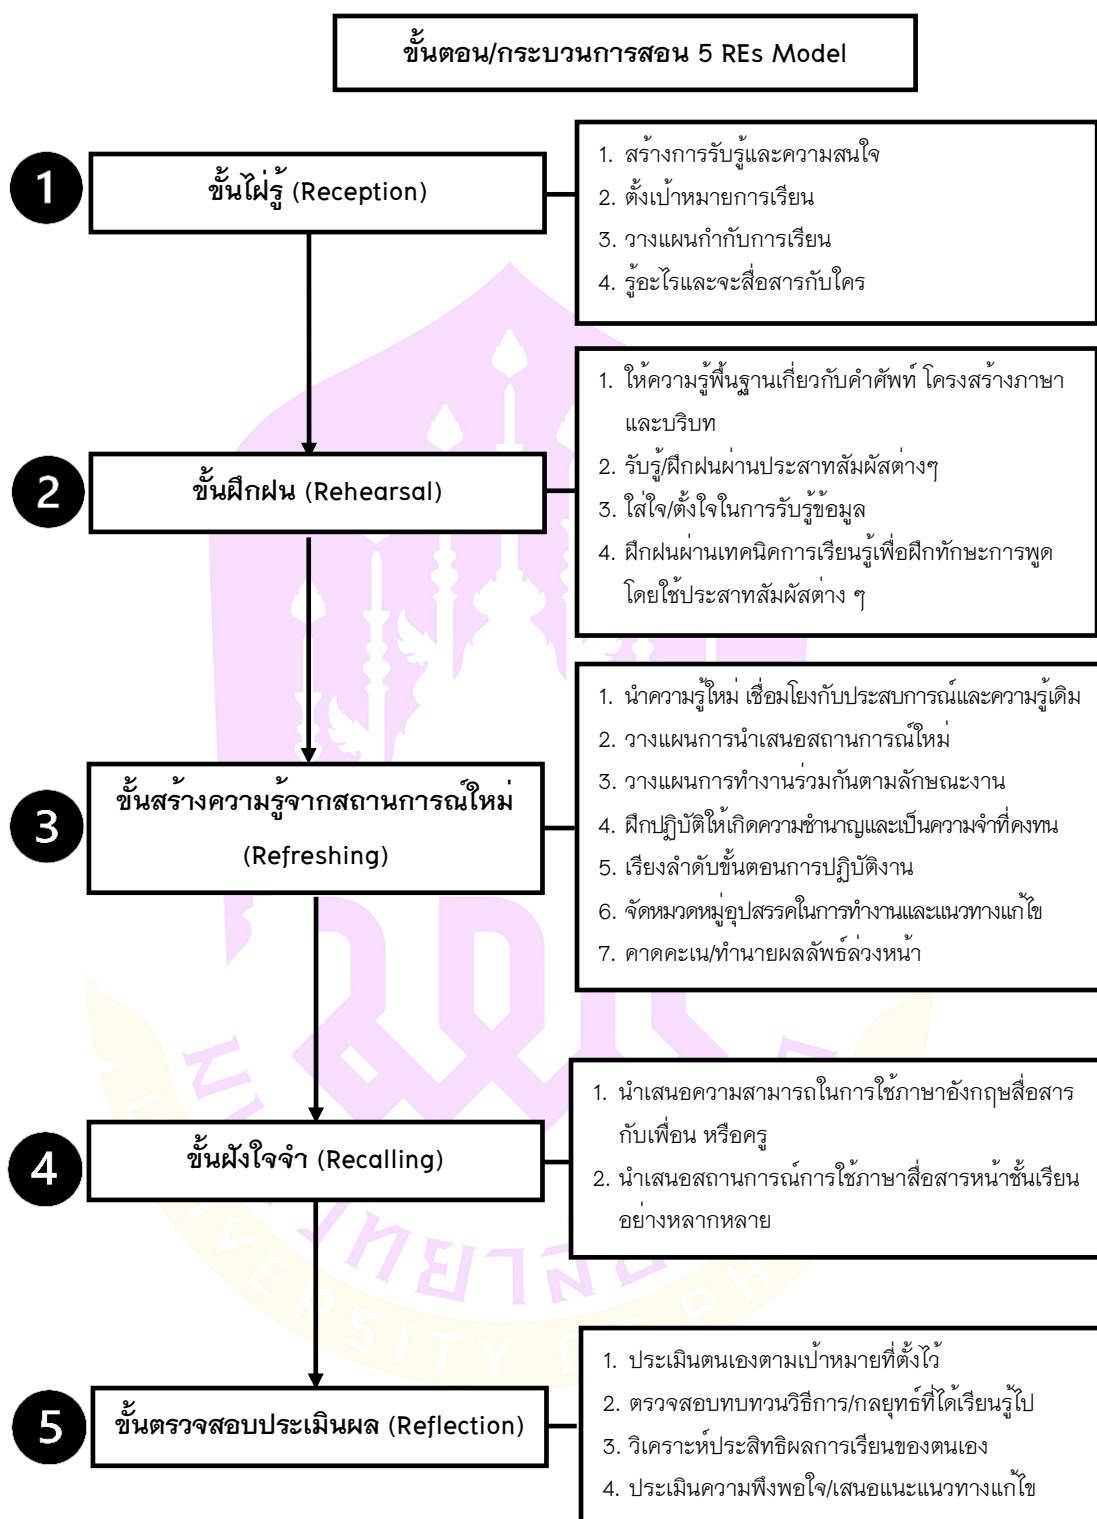 ขั้นตอน/กระบวนการสอน 5 REs Model
1
ขั้นไฝ่รู้ (Reception)
1. สร้างการรับรู้และความสนใจ
2. ตั้งเป้าหมายการเรียน
3. วางแผนกำกับการเรียน
4. รู้อะไรและจะสื่อสารกับใคร
2
ขั้นฝึกฝน (Rehearsal)
1. ให้ความรู้พื้นฐานเกี่ยวกับคำศัพท์ โครงสร้างภาษา
และบริบท
2. รับรู้/ฝึกฝนผ่านประสาทสัมผัสต่างๆ
3. ใส่ใจ/ตั้งใจในการรับรู้ข้อมูล
4. ฝึกฝนผ่านเทคนิคการเรียนรู้เพื่อฝึกทักษะการพูด
โดยใช้ประสาทสัมผัสต่าง ๆ
3
ขั้นสร้างความรู้จากสถานการณ์ใหม่
(Refreshing)
1. นำความรู้ใหม่ เชื่อมโยงกับประสบการณ์และความรู้เดิม
2. วางแผนการนำเสนอสถานการณ์ใหม่
3. วางแผนการทำงานร่วมกันตามลักษณะงาน
4. ฝึกปฏิบัติให้เกิดความชำนาญและเป็นความจำที่คงทน
5. เรียงลำดับขั้นตอนการปฏิบัติงาน
6. จัดหมวดหมู่อุปสรรคในการทำงานและแนวทางแก้ไข
7. คาดคะเน/ทำนายผลลัพธ์ล่วงหน้า
4
ขั้นฝังใจจำ (Recalling)
1. นำเสนอความสามารถในการใช้ภาษาอังกฤษสื่อสาร
กับเพื่อน หรือครู
2. นำเสนอสถานการณ์การใช้ภาษาสื่อสารหน้าชั้นเรียน
อย่างหลากหลาย
5
ขั้นตรวจสอบประเมินผล (Reflection)
1. ประเมินตนเองตามเป้าหมายที่ตั้งไว้
2. ตรวจสอบทบทวนวิธีการ/กลยุทธ์ที่ได้เรียนรู้ไป
3. วิเคราะห์ประสิทธิผลการเรียนของตนเอง
4. ประเมินความพึงพอใจ/เสนอแนะแนวทางแก้ไข